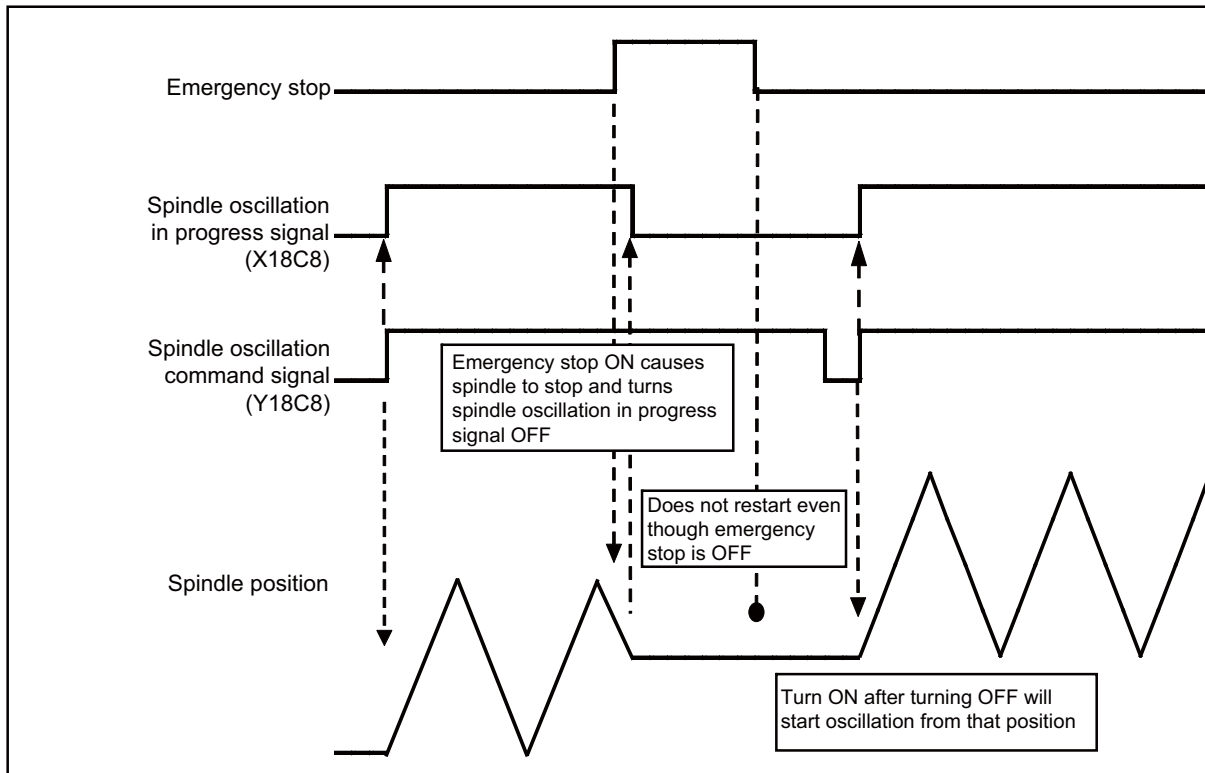 Emergency stop
Spindle oscillation
in progress signal
(X18C8)
Spindle oscillation
command signal
(Y18C8)
Emergency stop ON causes
spindle to stop and turns
spindle oscillation in progress
signal OFF
Does not restart even
though emergency
stop is OFF
Spindle position
Turn ON after turning OFF will
start oscillation from that position